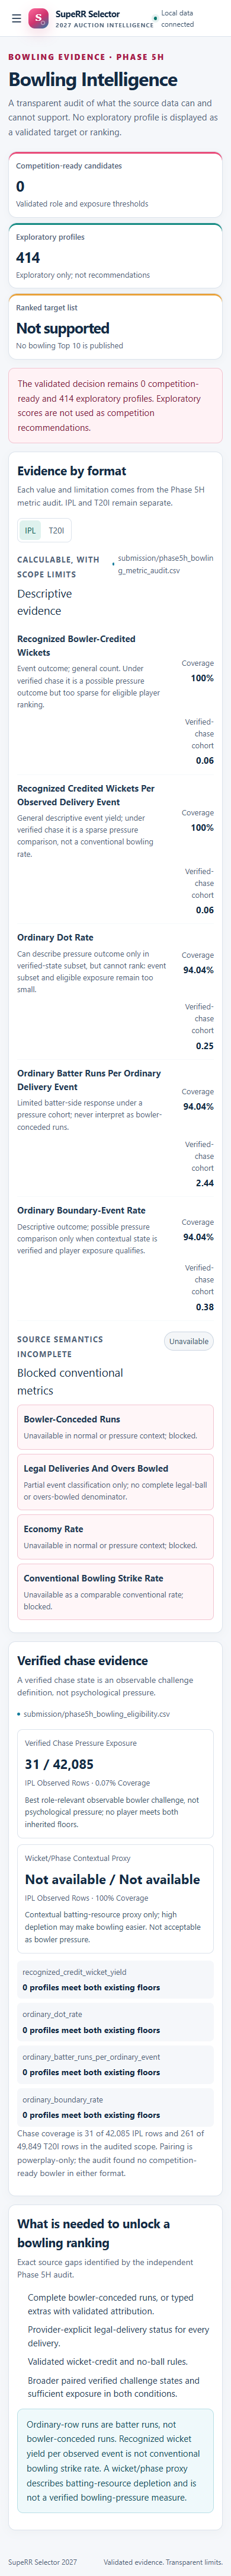 SupeRR Selector
2027 AUCTION INTELLIGENCE
Local data
connected
BOWLING EVIDENCE · PHASE 5H
Bowling Intelligence
A transparent audit of what the source data can and
cannot support. No exploratory profile is displayed as
a validated target or ranking.
Competition-ready candidates
0
Validated role and exposure thresholds
Exploratory profiles
414
Exploratory only; not recommendations
Ranked target list
Not supported
No bowling Top 10 is published
The validated decision remains 0 competition-
ready and 414 exploratory profiles. Exploratory
scores are not used as competition
recommendations.
Evidence by format
Each value and limitation comes from the Phase 5H
metric audit. IPL and T20I remain separate.
IPL
T20I
CALCULABLE, WITH
SCOPE LIMITS
submission/phase5h_bowlin
g_metric_audit.csv
Descriptive
evidence
Recognized Bowler-Credited
Wickets
Event outcome; general count. Under
verified chase it is a possible pressure
outcome but too sparse for eligible player
ranking.
Coverage
100%
Verified-
chase
cohort
0.06
Recognized Credited Wickets Per
Observed Delivery Event
General descriptive event yield; under
verified chase it is a sparse pressure
comparison, not a conventional bowling
rate.
Coverage
100%
Verified-
chase
cohort
0.06
Ordinary Dot Rate
Can describe pressure outcome only in
verified-state subset, but cannot rank: event
subset and eligible exposure remain too
small.
Coverage
94.04%
Verified-
chase
cohort
0.25
Ordinary Batter Runs Per Ordinary
Delivery Event
Limited batter-side response under a
pressure cohort; never interpret as bowler-
conceded runs.
Coverage
94.04%
Verified-
chase
cohort
2.44
Ordinary Boundary-Event Rate
Descriptive outcome; possible pressure
comparison only when contextual state is
verified and player exposure qualifies.
Coverage
94.04%
Verified-
chase
cohort
0.38
SOURCE SEMANTICS
INCOMPLETE
Unavailable
Blocked conventional
metrics
Bowler-Conceded Runs
Unavailable in normal or pressure context; blocked.
Legal Deliveries And Overs Bowled
Partial event classification only; no complete legal-ball
or overs-bowled denominator.
Economy Rate
Unavailable in normal or pressure context; blocked.
Conventional Bowling Strike Rate
Unavailable as a comparable conventional rate;
blocked.
Verified chase evidence
A verified chase state is an observable challenge
definition, not psychological pressure.
submission/phase5h_bowling_eligibility.csv
Verified Chase Pressure Exposure
31 / 42,085
IPL Observed Rows · 0.07% Coverage
Best role-relevant observable bowler challenge, not
psychological pressure; no player meets both
inherited floors.
Wicket/Phase Contextual Proxy
Not available / Not available
IPL Observed Rows · 100% Coverage
Contextual batting-resource proxy only; high
depletion may make bowling easier. Not acceptable
as bowler pressure.
recognized_credit_wicket_yield
0 profiles meet both existing floors
ordinary_dot_rate
0 profiles meet both existing floors
ordinary_batter_runs_per_ordinary_event
0 profiles meet both existing floors
ordinary_boundary_rate
0 profiles meet both existing floors
Chase coverage is 31 of 42,085 IPL rows and 261 of
49,849 T20I rows in the audited scope. Pairing is
powerplay-only; the audit found no competition-
ready bowler in either format.
What is needed to unlock a
bowling ranking
Exact source gaps identified by the independent
Phase 5H audit.
Complete bowler-conceded runs, or typed
extras with validated attribution.
Provider-explicit legal-delivery status for every
delivery.
Validated wicket-credit and no-ball rules.
Broader paired verified challenge states and
sufficient exposure in both conditions.
Ordinary-row runs are batter runs, not
bowler-conceded runs. Recognized wicket
yield per observed event is not conventional
bowling strike rate. A wicket/phase proxy
describes batting-resource depletion and is
not a verified bowling-pressure measure.
SupeRR Selector 2027
Validated evidence. Transparent limits.